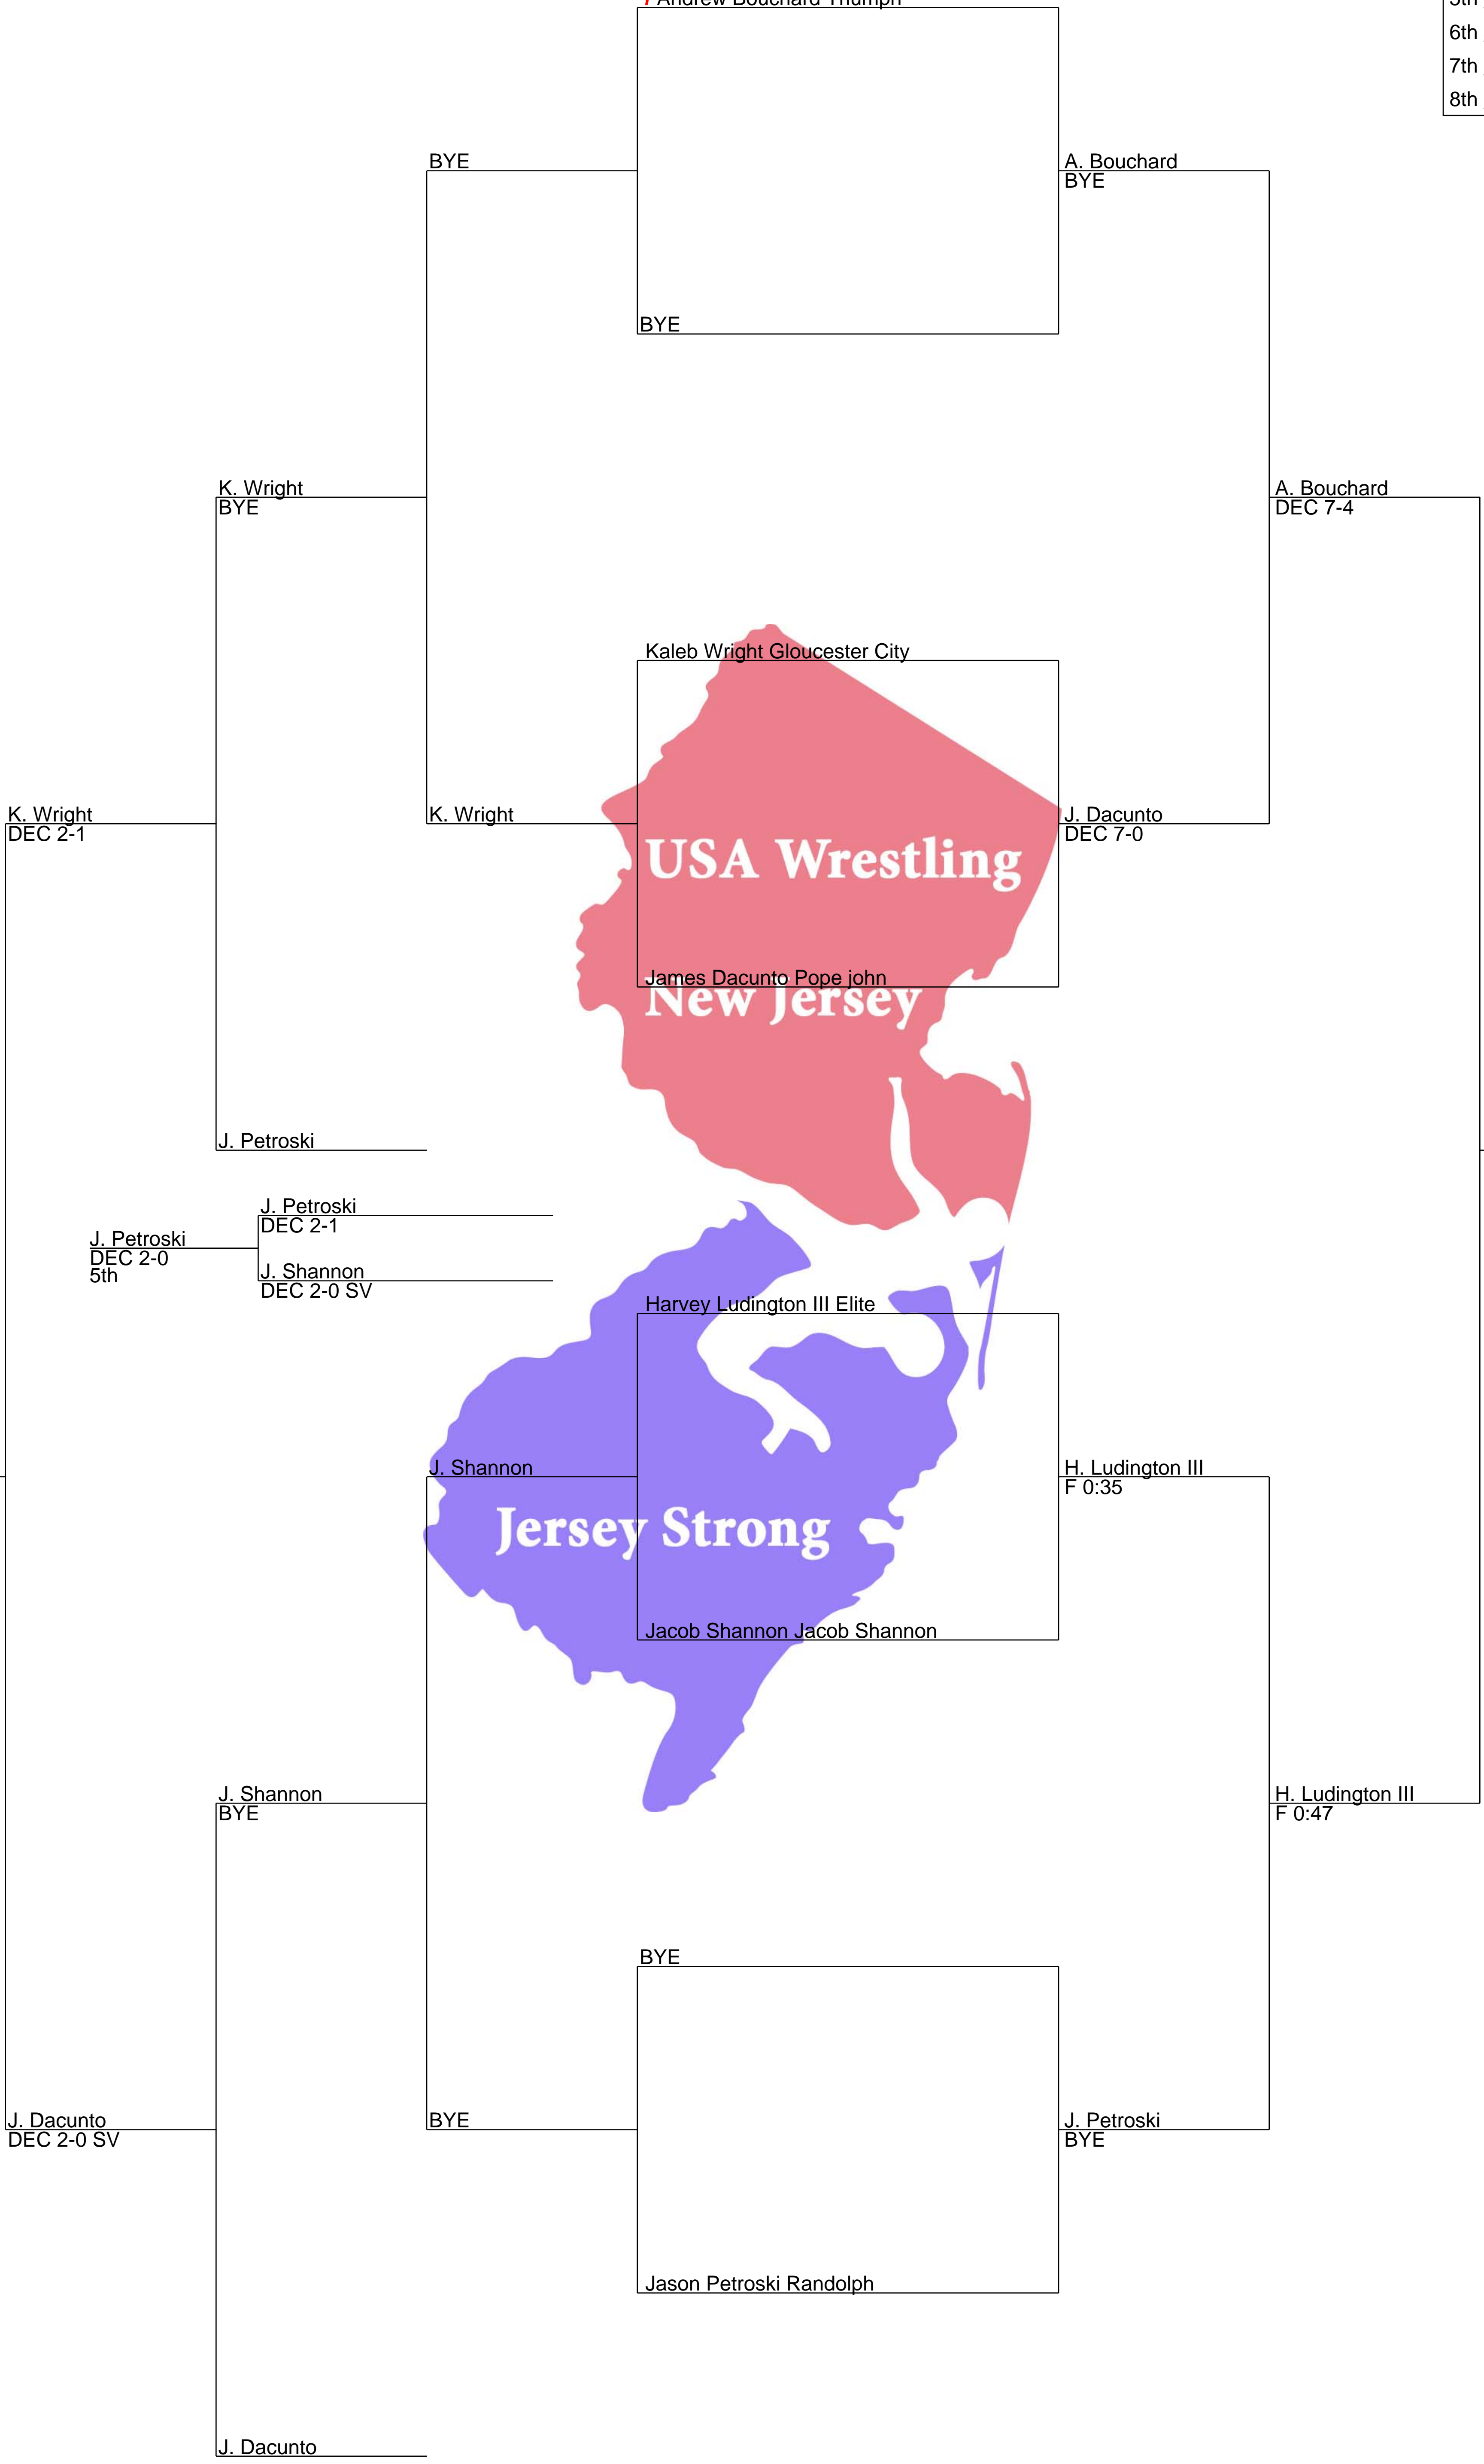 Andrew Bouchard Triumph
5th
6th
7th
8th
BYE
A. Bouchard
BYE
BYE
K. Wright
BYE
A. Bouchard
DEC 7-4
Kaleb Wright Gloucester City
K. Wright
DEC 2-1
K. Wright
J. Dacunto
DEC 7-0
USA Wrestling
James Dacunto Pope john
New Jersey
J. Petroski
J. Petroski
DEC 2-1
J. Petroski
DEC 2-0
5th
J. Shannon
DEC 2-0 SV
Harvey Ludington III Elite
J. Shannon
H. Ludington III
F 0:35
Jersey Strong
Jacob Shannon Jacob Shannon
J. Shannon
BYE
H. Ludington III
F 0:47
BYE
J. Dacunto
DEC 2-0 SV
BYE
J. Petroski
BYE
Jason Petroski Randolph
J. Dacunto